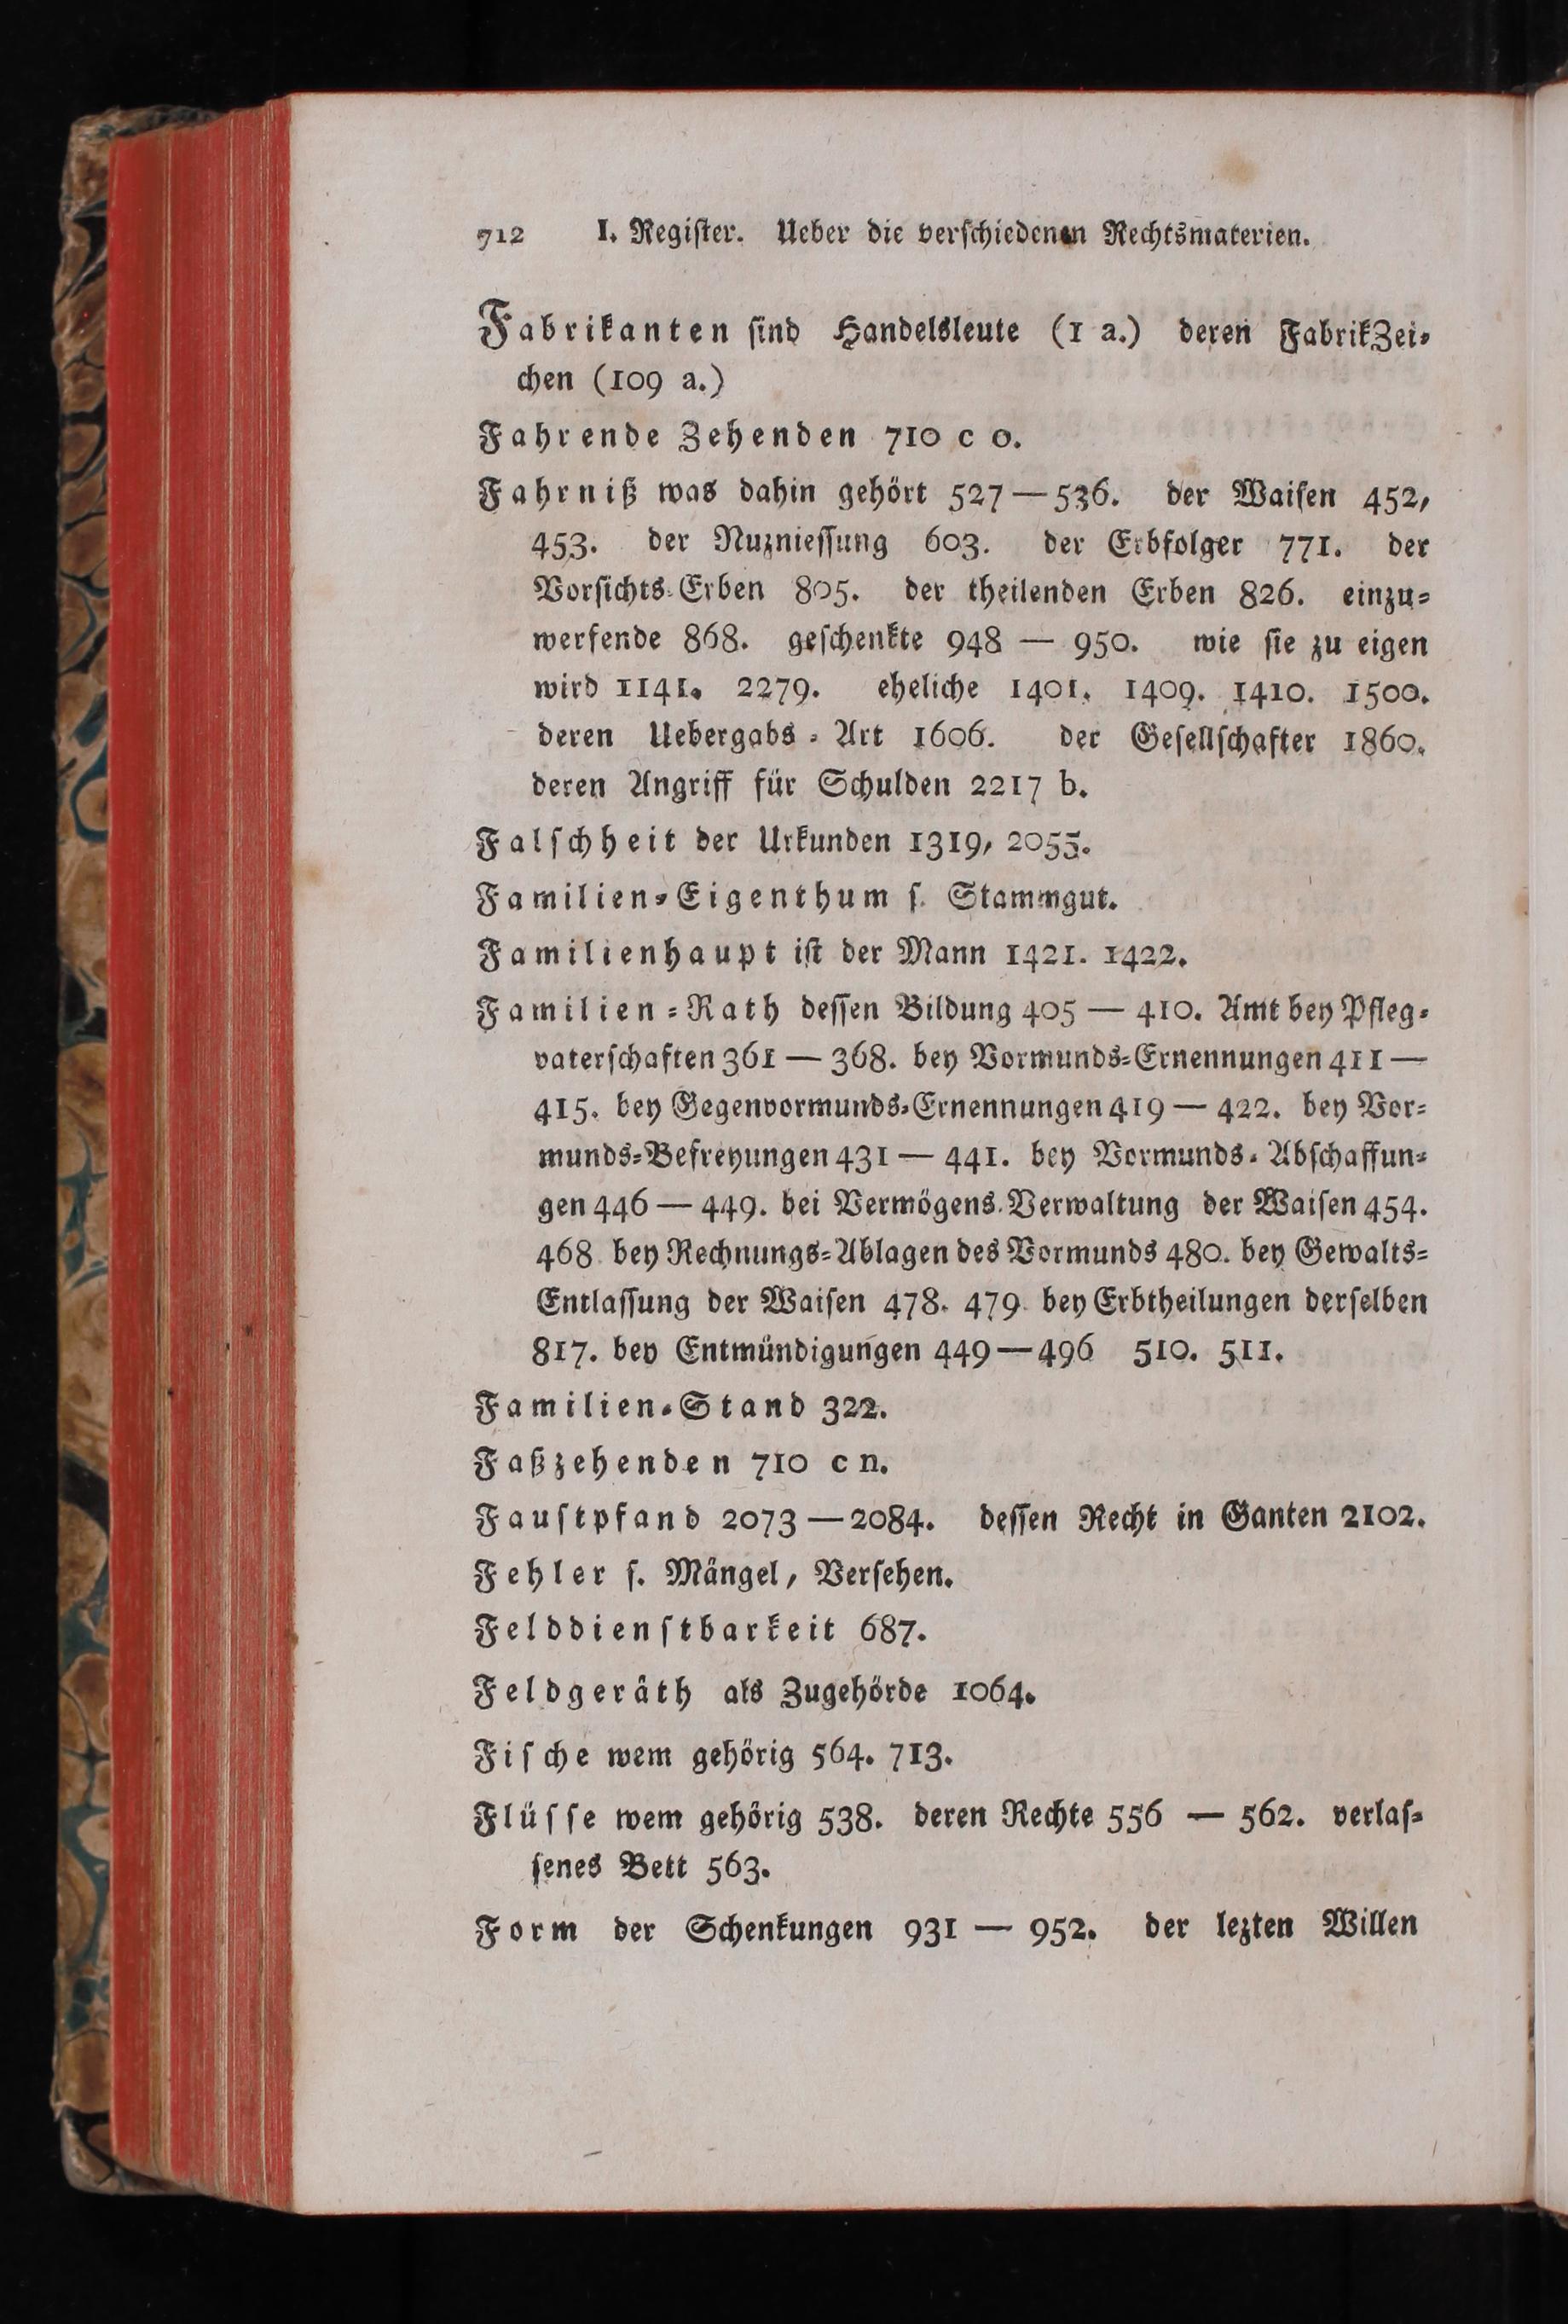 712 I. Regiſter. Ueber die verſchiedenen Rechtsmaterien.
Fabrikanten ſind Handelsleute (1 a.) deren FabrikZei-
chen (109 a.)
Fahrende Zehenden 710 c o.
Fahrniß was dahin gehört 527 — 536. der Waiſen 452,
453. der Nuznieſſung 603. der Erbfolger 771. der
Vorſichts-Erben 805. der theilenden Erben 826. einzu-
werfende 868. geſchenkte 948 — 950. wie ſie zu eigen
wird 1141. 2279. eheliche 1401. 1409. 1410. 1500.
deren Uebergabs-Art 1606. der Geſellſchafter 1860.
deren Angriff für Schulden 2217 b.
Falſchheit der Urkunden 1319, 2055.
Familien-Eigenthum ſ. Stammgut.
Familienhaupt iſt der Mann 1421. 1422.
Familien-Rath deſſen Bildung 405 — 410. Amt bey Pfleg-
vaterſchaften 361 — 368. bey Vormunds-Ernennungen 411 —
415. bey Gegenvormunds-Ernennungen 419 — 422. bey Vor-
munds-Befreyungen 431 — 441. bey Vormunds-Abſchaffun-
gen 446 — 449. bei Vermögens-Verwaltung der Waiſen 454.
468. bey Rechnungs-Ablagen des Vormunds 480. bey Gewalts-
Entlaſſung der Waiſen 478. 479. bey Erbtheilungen derſelben
817. bey Entmündigungen 449 — 496 510. 511.
Familien-Stand 322.
Faßzehenden 710 c n.
Fauſtpfand 2073 — 2084. deſſen Recht in Ganten 2102.
Fehler ſ. Mängel, Verſehen.
Felddienſtbarkeit 687.
Feldgeräth als Zugehörde 1064.
Fiſche wem gehörig 564. 713.
Flüſſe wem gehörig 538. deren Rechte 556 — 562. verlaſ-
ſenes Bett 563.
Form der Schenkungen 931 — 952. der lezten Willen